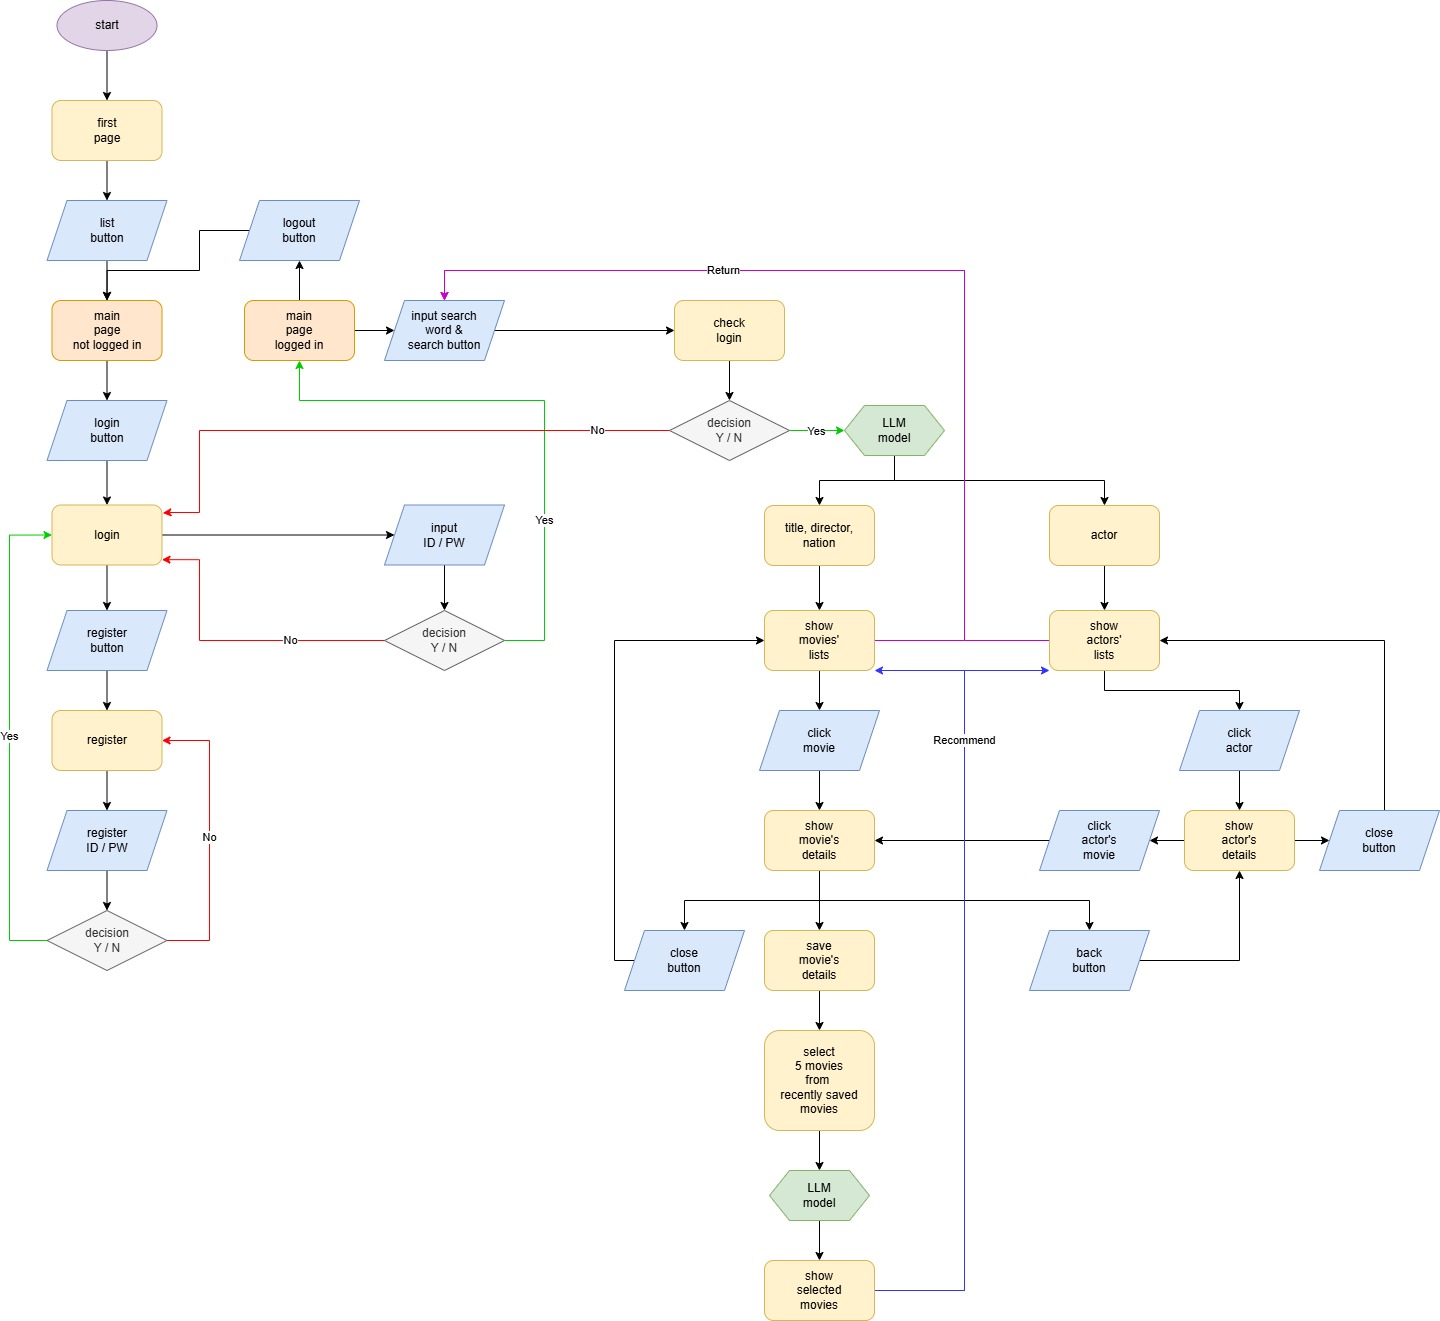 start
first
page
list
button
logout
button
Return
main
page
not logged in
main
page
logged in
input search
word &
search button
check
login
login
button
No
decision
Y / N
Yes
LLM
model
login
input
ID / PW
Yes
title, director,
nation
actor
register
button
No
decision
Y / N
show
movies'
lists
show
actors'
lists
Yes
register
No
click
movie
Recommend
click
actor
register
ID / PW
show
movie's
details
click
actor's
movie
show
actor's
details
close
button
decision
Y / N
close
button
save
movie's
details
back
button
select
5 movies
from
recently saved
movies
LLM
model
show
selected
movies